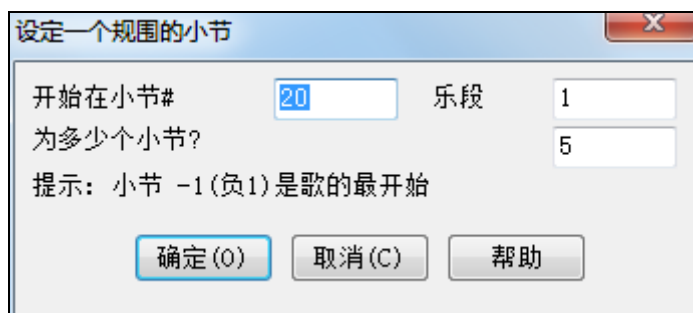 设定一个规围的小节
开始在小节# 20 乐段 1
为多少个小节? 5
提示: 小节 -1(负1)是歌的最开始
确定(O) 取消(C) 帮助